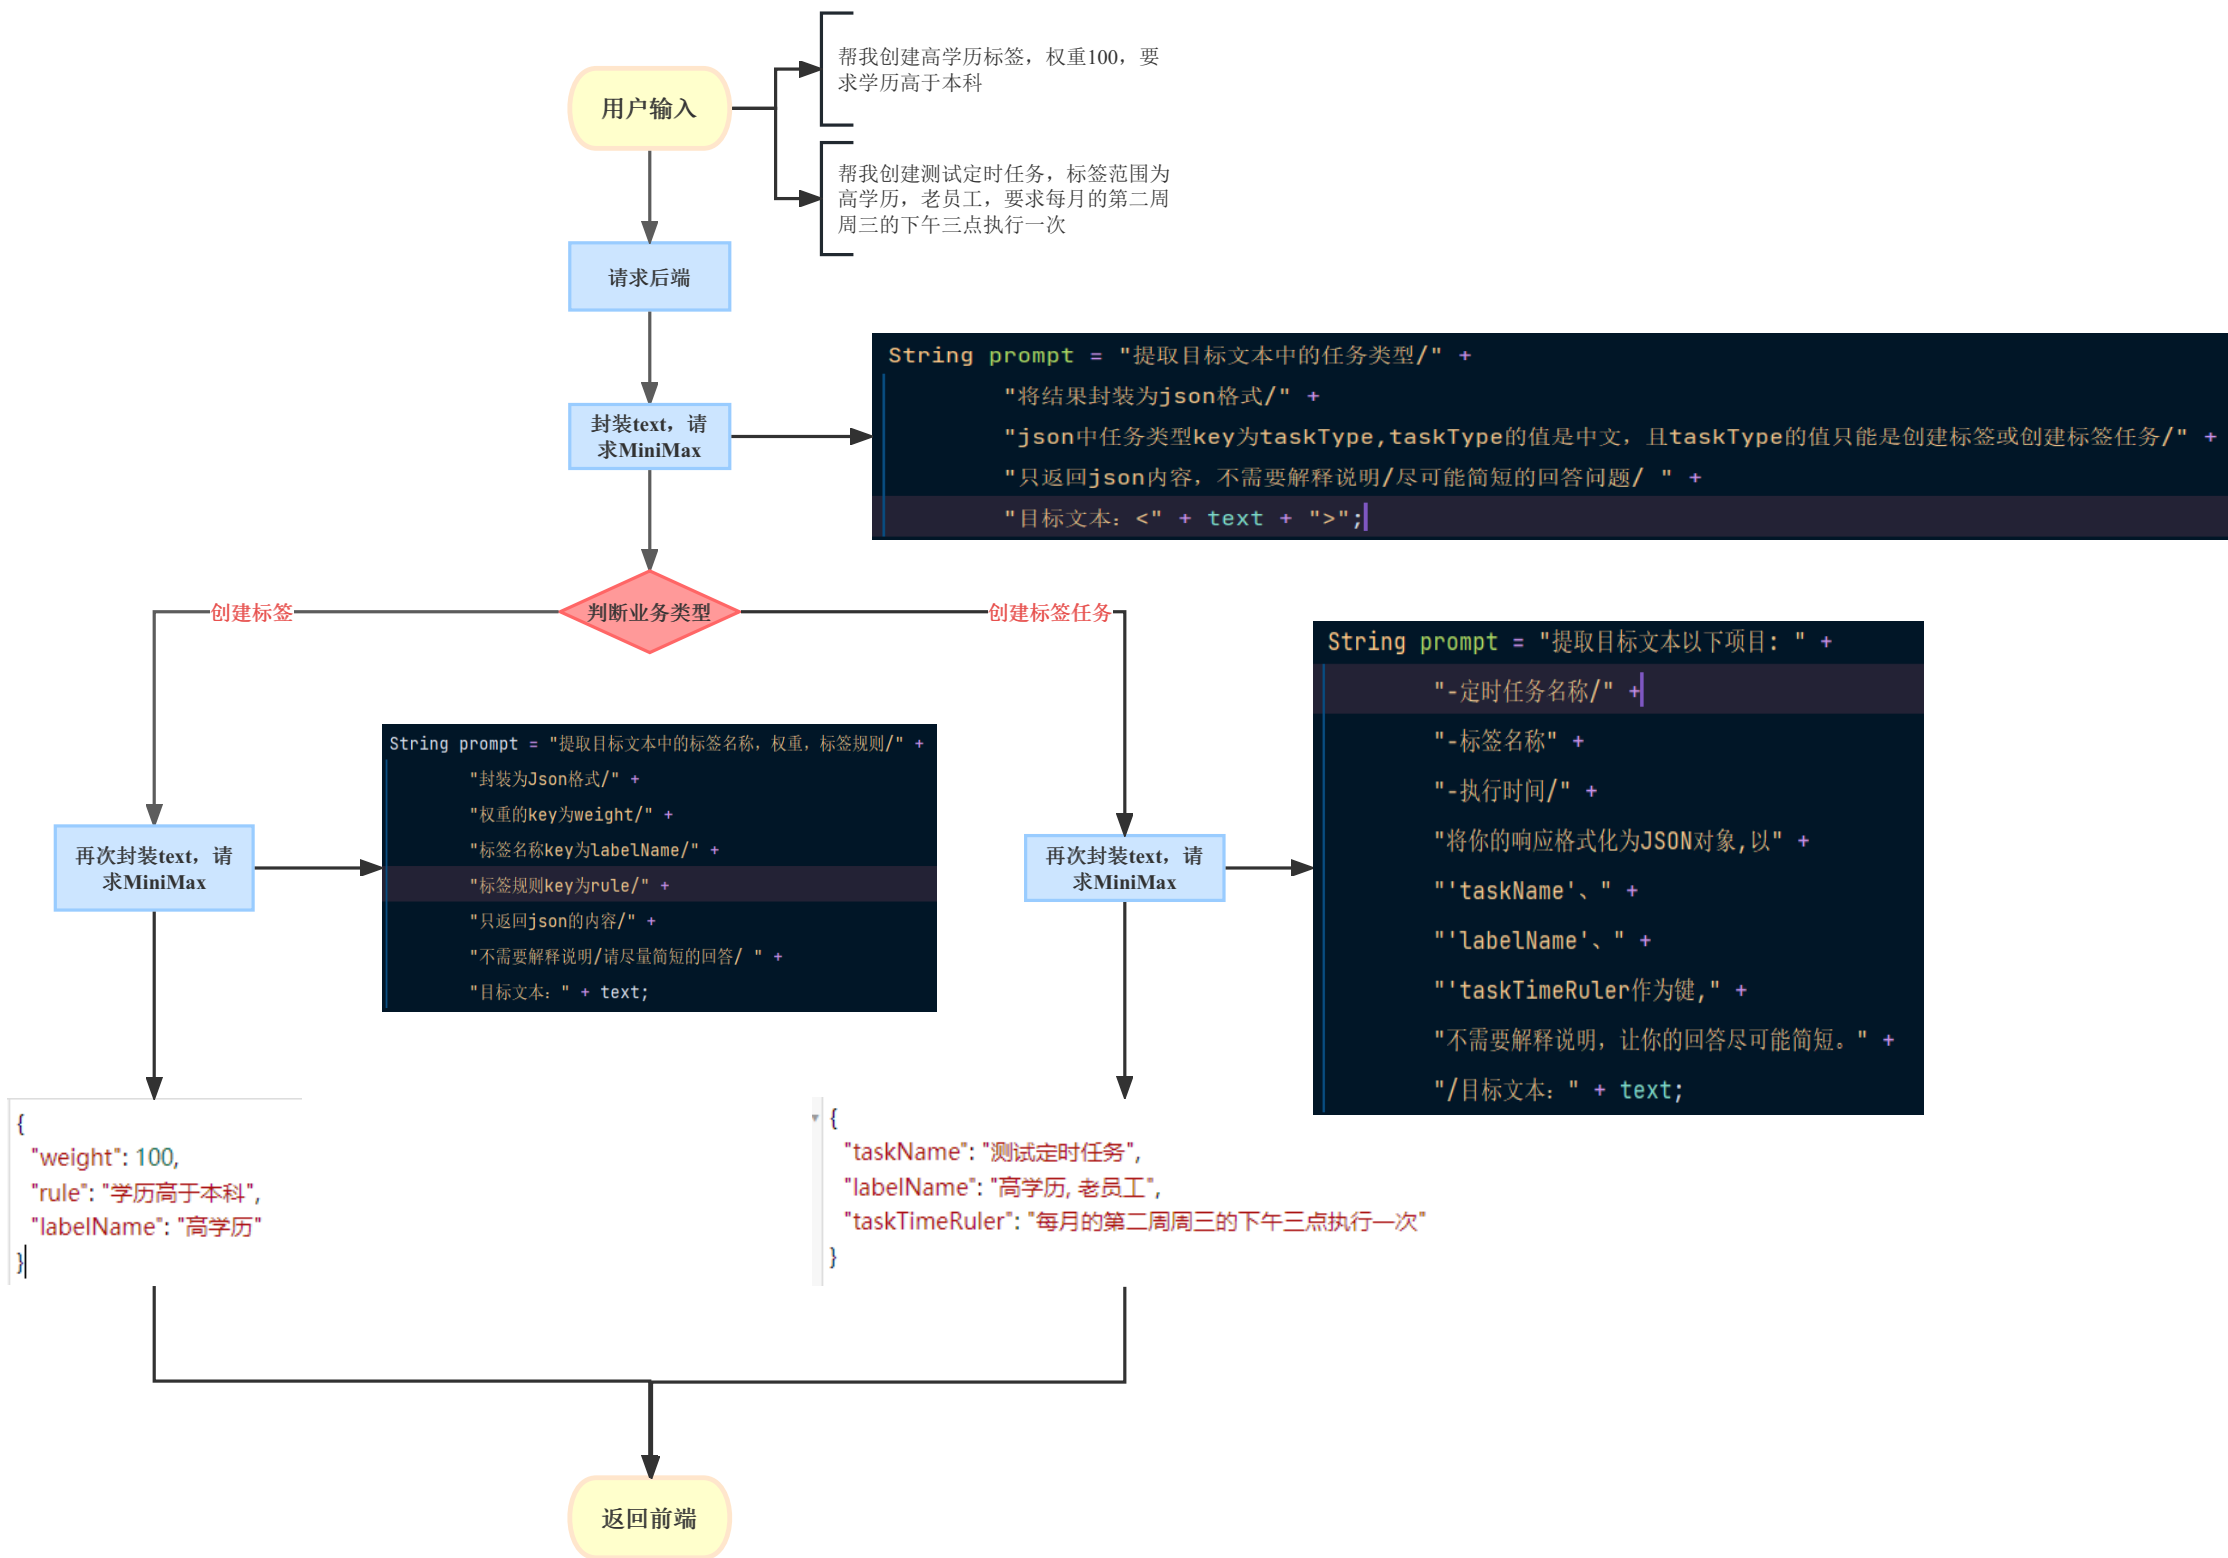 用户输入
帮我创建高学历标签，权重100，要
求学历高于本科
帮我创建测试定时任务，标签范围为
高学历，老员工，要求每月的第二周
周三的下午三点执行一次
请求后端
封装text，请
求MiniMax
String prompt = "提取目标文本中的任务类型/" +
"将结果封装为json格式/" +
"json中任务类型key为taskType,taskType的值是中文，且taskType的值只能是创建标签或创建标签任务/" +
"只返回json内容，不需要解释说明/尽可能简短的回答问题/ " +
"目标文本：<" + text + ">";
判断业务类型
创建标签
创建标签任务
再次封装text，请
求MiniMax
String prompt = "提取目标文本中的标签名称，权重，标签规则/" +
"封装为Json格式/" +
"权重的key为weight/" +
"标签名称key为labelName/" +
"标签规则key为rule/" +
"只返回json的内容/" +
"不需要解释说明/请尽量简短的回答/ " +
"目标文本：" + text;
再次封装text，请
求MiniMax
String prompt = "提取目标文本以下项目: " +
"-定时任务名称/" +
"-标签名称" +
"-执行时间/" +
"将你的响应格式化为JSON对象,以" +
"'taskName'、" +
"'labelName'、" +
"'taskTimeRuler作为键," +
"不需要解释说明，让你的回答尽可能简短。" +
"/目标文本：" + text;
{
"weight": 100,
"rule": "学历高于本科",
"labelName": "高学历"
}
{
"taskName": "测试定时任务",
"labelName": "高学历, 老员工",
"taskTimeRuler": "每月的第二周周三的下午三点执行一次"
}
返回前端